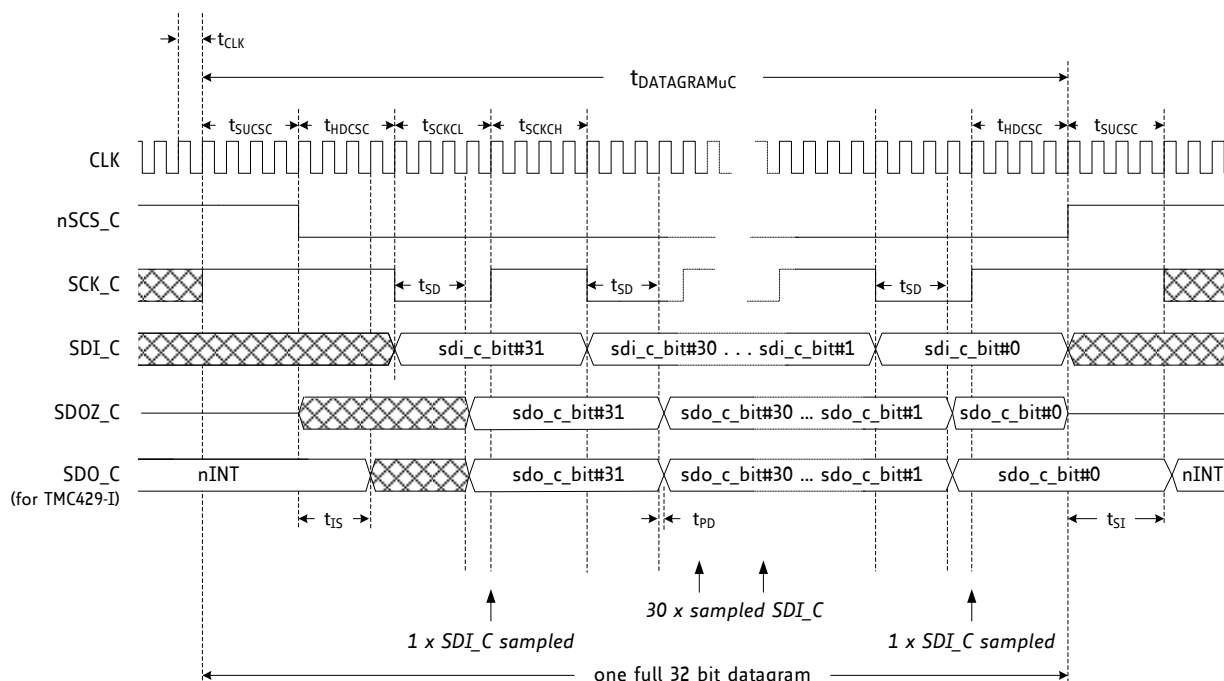 tCLK
tDATAGRAMuC
tSUCSC tHDCSC tSCKCL tSCKCH tHDCSC tSUCSC
CLK
nSCS_C
SCK_C tSD tSD tSD
SDI_C sdi_c_bit#31 sdi_c_bit#30 . . . sdi_c_bit#1 sdi_c_bit#0
SDOZ_C sdo_c_bit#31 sdo_c_bit#30 ... sdo_c_bit#1 sdo_c_bit#0
SDO_C nINT sdo_c_bit#31 sdo_c_bit#30 ... sdo_c_bit#1 sdo_c_bit#0 nINT
(for TMC429-I)
tIS tPD tSI
30 x sampled SDI_C
1 x SDI_C sampled 1 x SDI_C sampled
one full 32 bit datagram